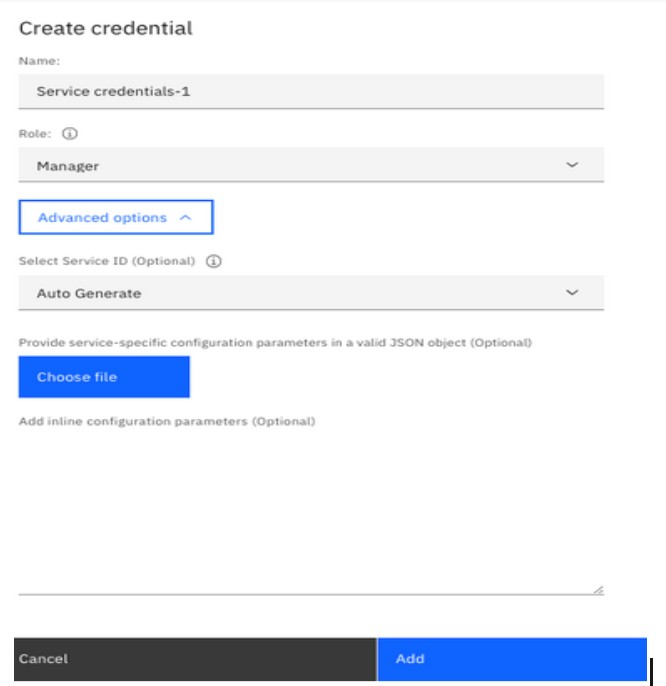 Create credential
Name:
Service credentials-1
Role:
Manager
Advanced options
Select Service ID (Optional)
Auto Generate
Provide service-specific configuration parameters in a valid JSON object (Optional)
Choose file
Add inline configuration parameters (Optional)
Cancel
Add